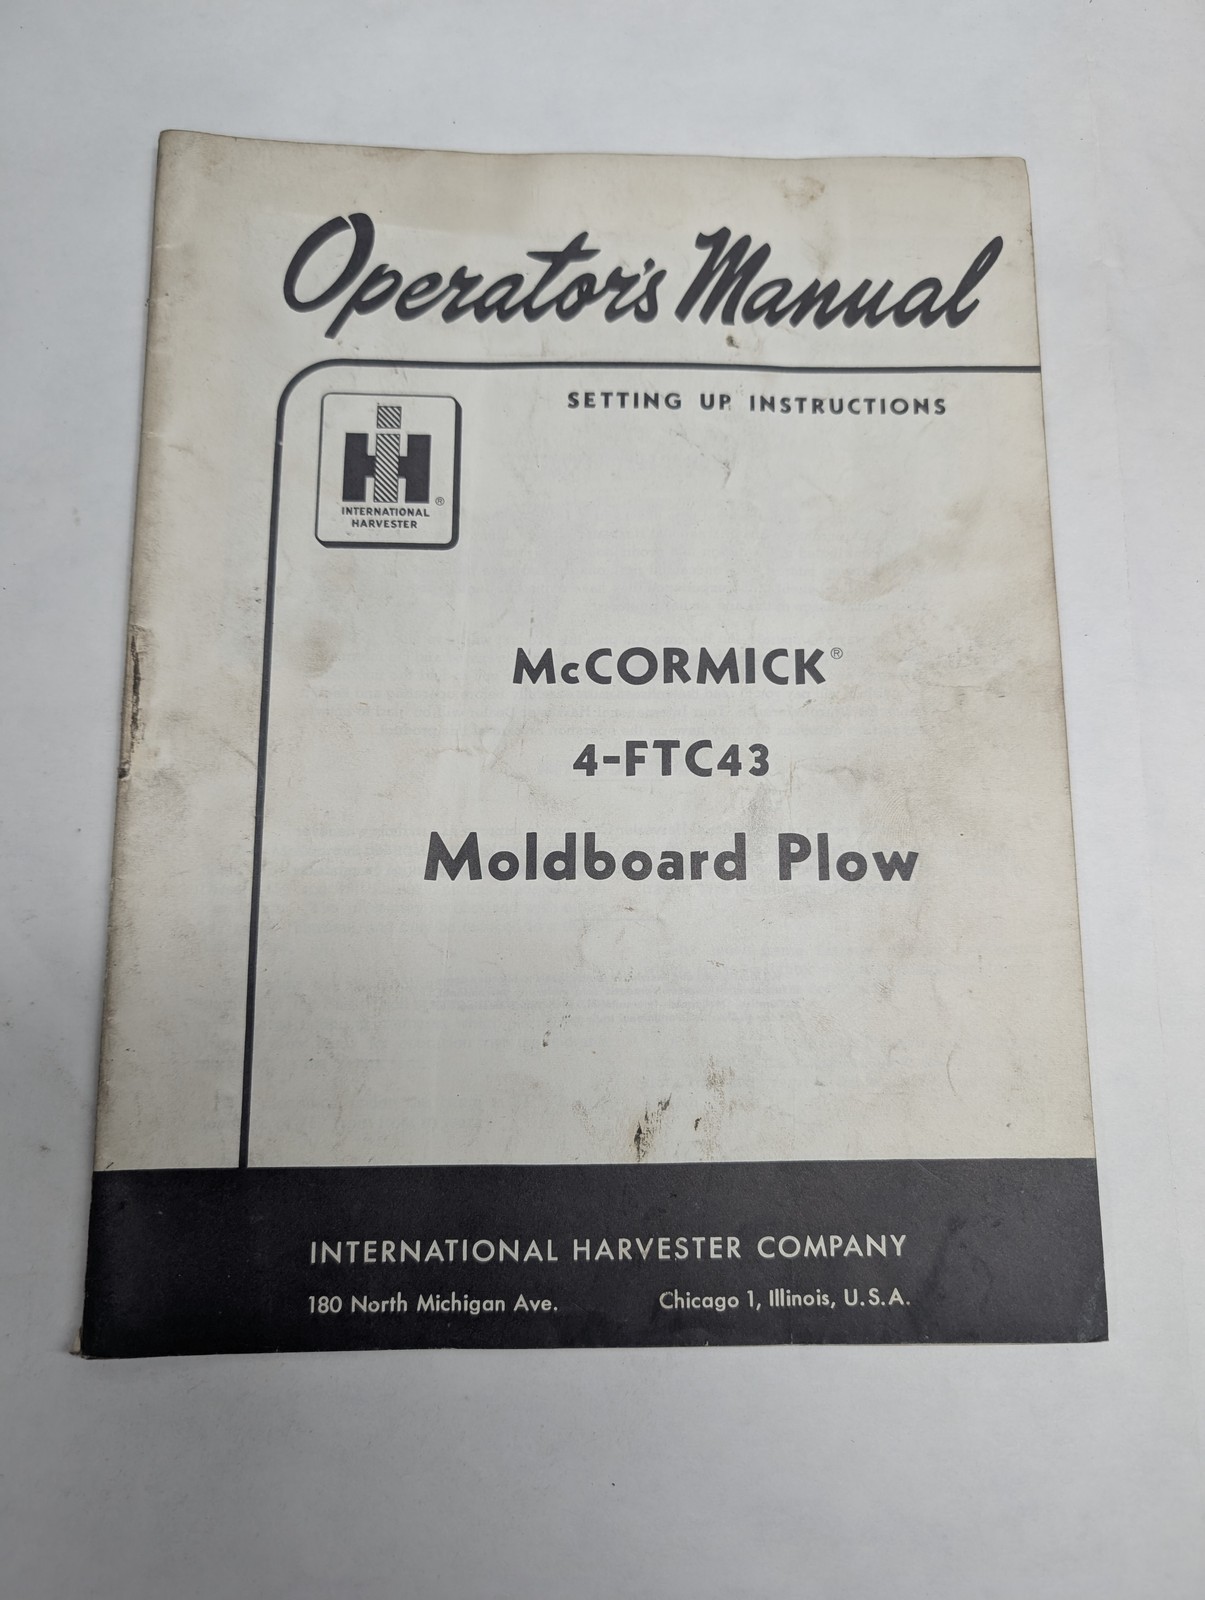 Operator's Manual
SETTING UP INSTRUCTIONS
IH
®
INTERNATIONAL
HARVESTER
McCORMICK®
4-FTC43
Moldboard Plow
INTERNATIONAL HARVESTER COMPANY
180 North Michigan Ave. Chicago 1, Illinois, U.S.A.